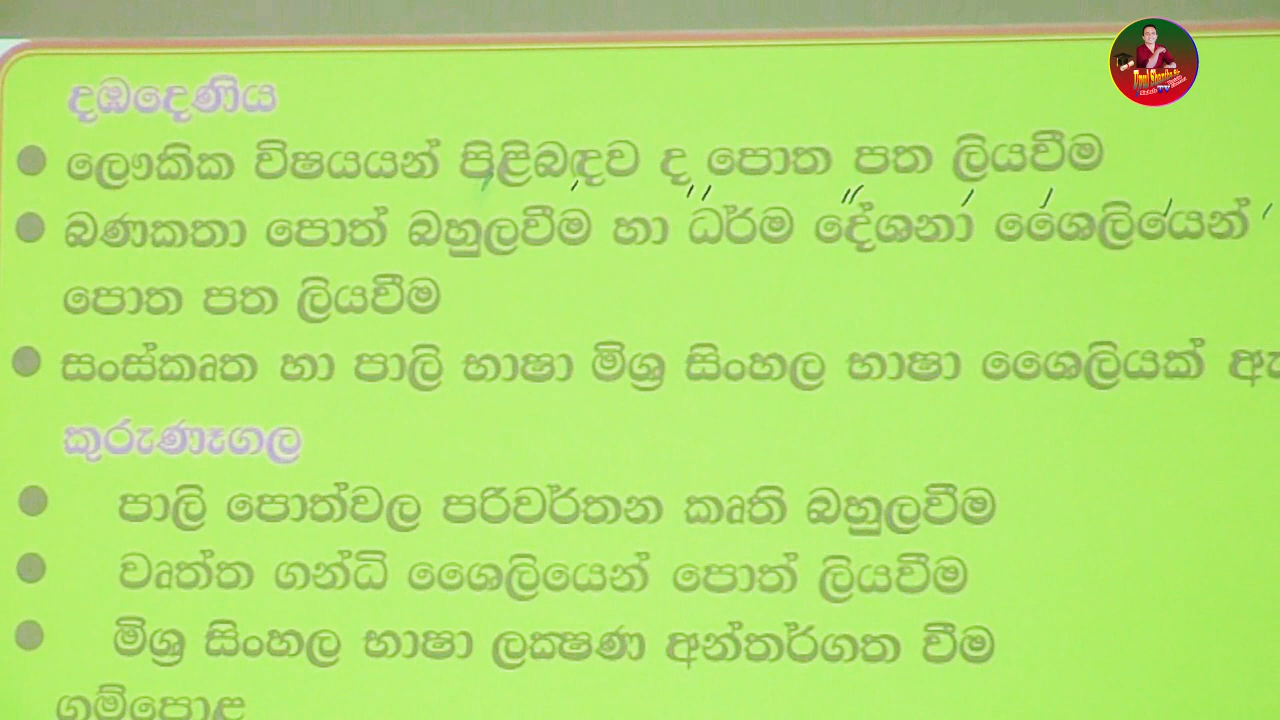 දඹදෙණිය
● ලෞකික විෂයයන් පිළිබඳව ද පොත පත ලියවීම
● බණකතා පොත් බහුලවීම හා ධර්ම දේශනා ශෛලියෙන්
පොත පත ලියවීම
● සංස්කෘත හා පාලි භාෂා මිශ්‍ර සිංහල භාෂා ශෛලියක්
කුරුණෑගල
● පාලි පොත්වල පරිවර්තන කෘති බහුලවීම
● වෘත්ත ගන්ධි ශෛලියෙන් පොත් ලියවීම
● මිශ්‍ර සිංහල භාෂා ලක්‍ෂණ අන්තර්ගත වීම
ගම්පොළ